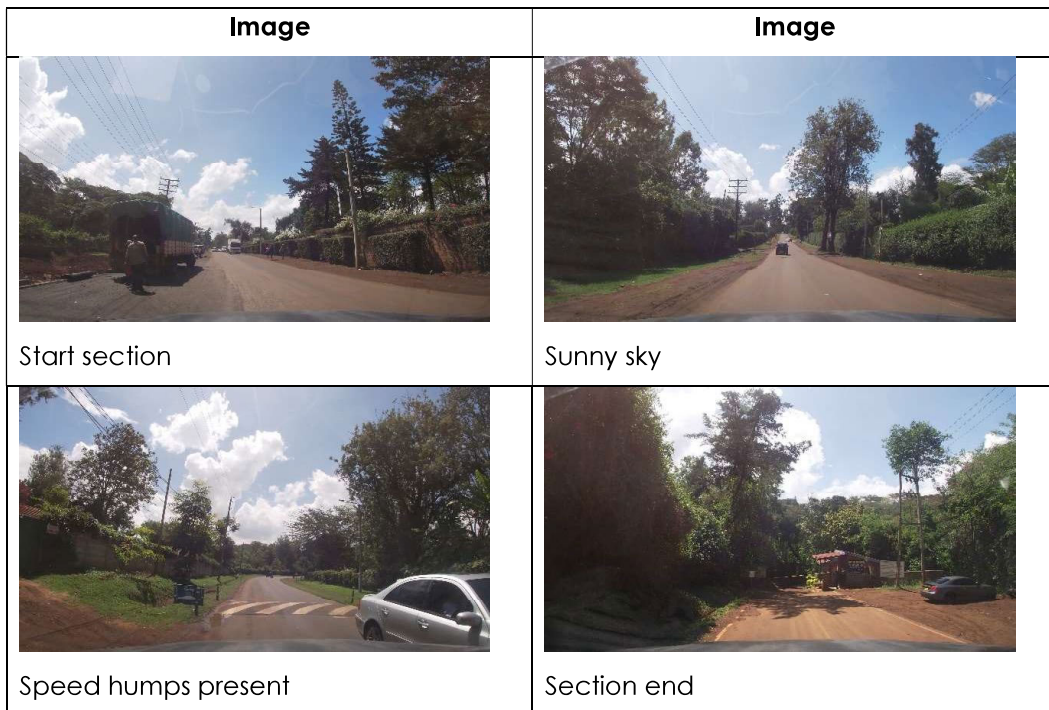 Image
Image
Start section
Sunny sky
Speed humps present
Section end